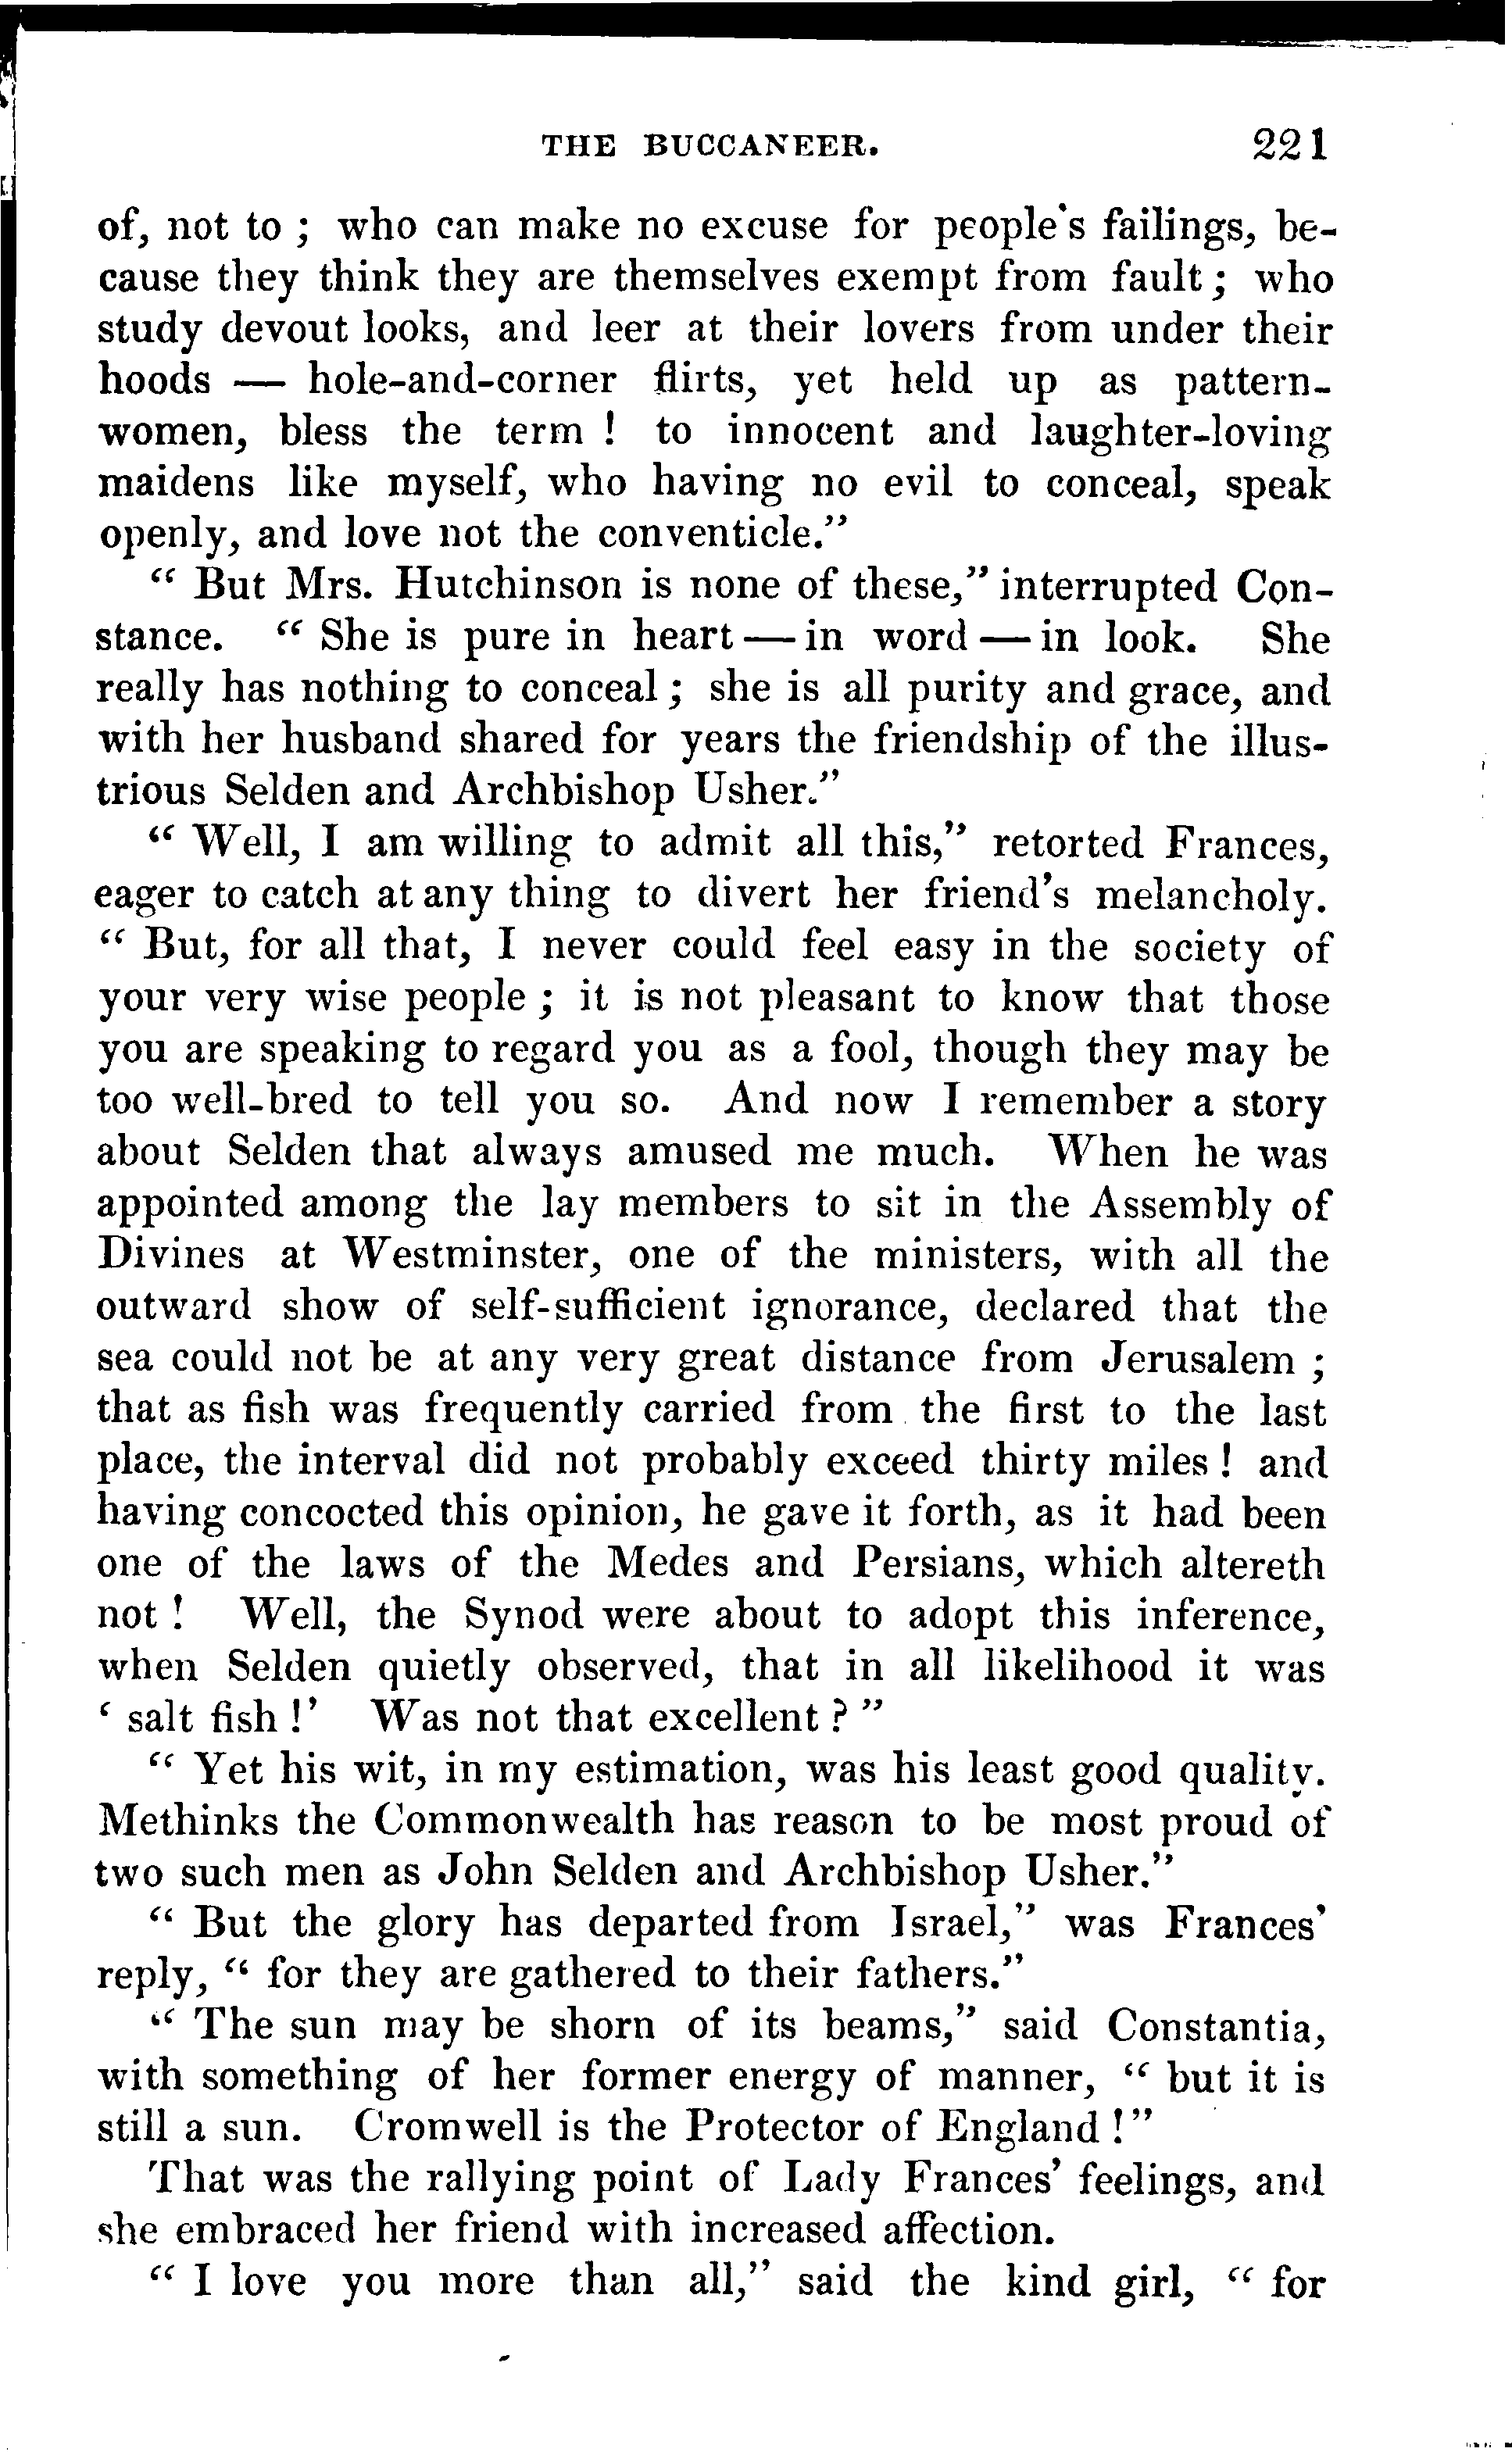 THE BUCCANEER. 221
of, not to ; who can make no excuse for people's failings, be-
cause they think they are themselves exempt from fault ; who
study devout looks, and leer at their lovers from under their
hoods — hole-and-corner flirts, yet held up as pattern-
women, bless the term ! to innocent and laughter-loving
maidens like myself, who having no evil to conceal, speak
openly, and love not the conventicle.”
“ But Mrs. Hutchinson is none of these,” interrupted Con-
stance. “ She is pure in heart — in word — in look. She
really has nothing to conceal ; she is all purity and grace, and
with her husband shared for years the friendship of the illus-
trious Selden and Archbishop Usher.”
“ Well, I am willing to admit all this,” retorted Frances,
eager to catch at any thing to divert her friend's melancholy.
“ But, for all that, I never could feel easy in the society of
your very wise people ; it is not pleasant to know that those
you are speaking to regard you as a fool, though they may be
too well-bred to tell you so. And now I remember a story
about Selden that always amused me much. When he was
appointed among the lay members to sit in the Assembly of
Divines at Westminster, one of the ministers, with all the
outward show of self-sufficient ignorance, declared that the
sea could not be at any very great distance from Jerusalem ;
that as fish was frequently carried from the first to the last
place, the interval did not probably exceed thirty miles ! and
having concocted this opinion, he gave it forth, as it had been
one of the laws of the Medes and Persians, which altereth
not ! Well, the Synod were about to adopt this inference,
when Selden quietly observed, that in all likelihood it was
‘ salt fish !’ Was not that excellent ? ”
“ Yet his wit, in my estimation, was his least good quality.
Methinks the Commonwealth has reason to be most proud of
two such men as John Selden and Archbishop Usher.”
“ But the glory has departed from Israel,” was Frances’
reply, “ for they are gathered to their fathers.”
“ The sun may be shorn of its beams,” said Constantia,
with something of her former energy of manner, “ but it is
still a sun. Cromwell is the Protector of England !”
That was the rallying point of Lady Frances’ feelings, and
she embraced her friend with increased affection.
“ I love you more than all,” said the kind girl, “ for